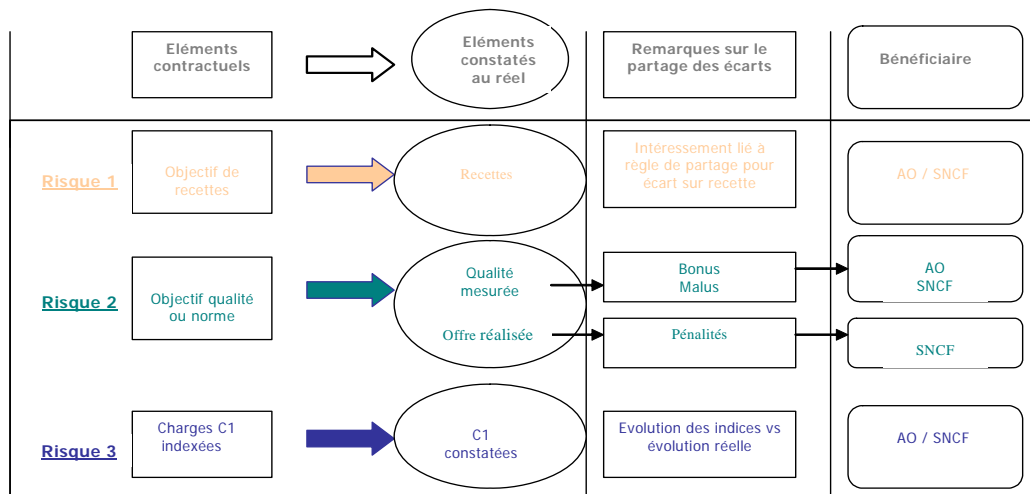 Eléments
contractuels
Eléments
constatés
au réel
Remarques sur le
partage des écarts
Bénéficiaire
Risque 1
Objectif de
recettes
Recettes
Intéressement lié à
règle de partage pour
écart sur recette
AO / SNCF
Risque 2
Objectif qualité
ou norme
Qualité
mesurée
Bonus
Malus
AO
SNCF
Offre réalisée
Pénalités
SNCF
Risque 3
Charges C1
indexées
C1
constatées
Evolution des indices vs
évolution réelle
AO / SNCF